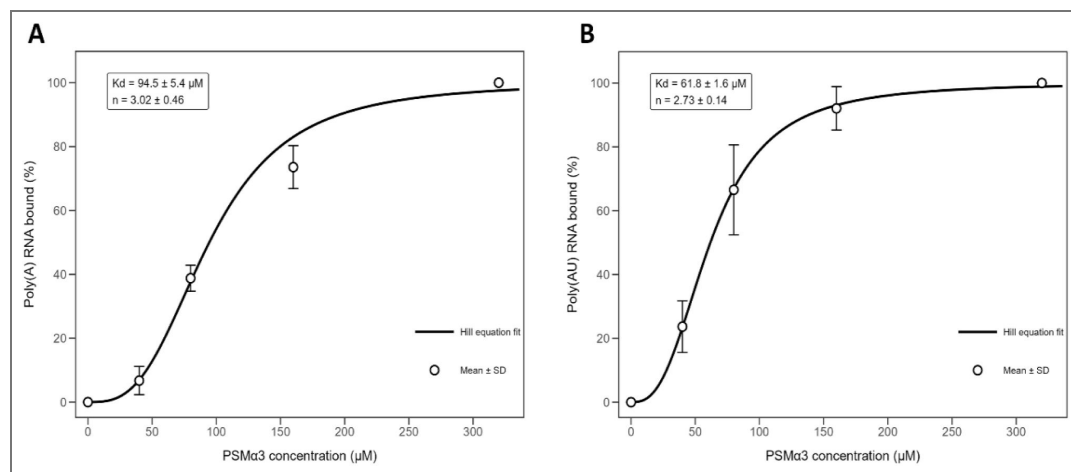 A
Kd = 94.5 ± 5.4 µM
n = 3.02 ± 0.46
Poly(A) RNA bound (%)
100
80
60
40
20
0
Hill equation fit
Mean ± SD
0 50 100 150 200 250 300
PSMα3 concentration (µM)
B
Kd = 61.8 ± 1.6 µM
n = 2.73 ± 0.14
Poly(AU) RNA bound (%)
100
80
60
40
20
0
Hill equation fit
Mean ± SD
0 50 100 150 200 250 300
PSMα3 concentration (µM)